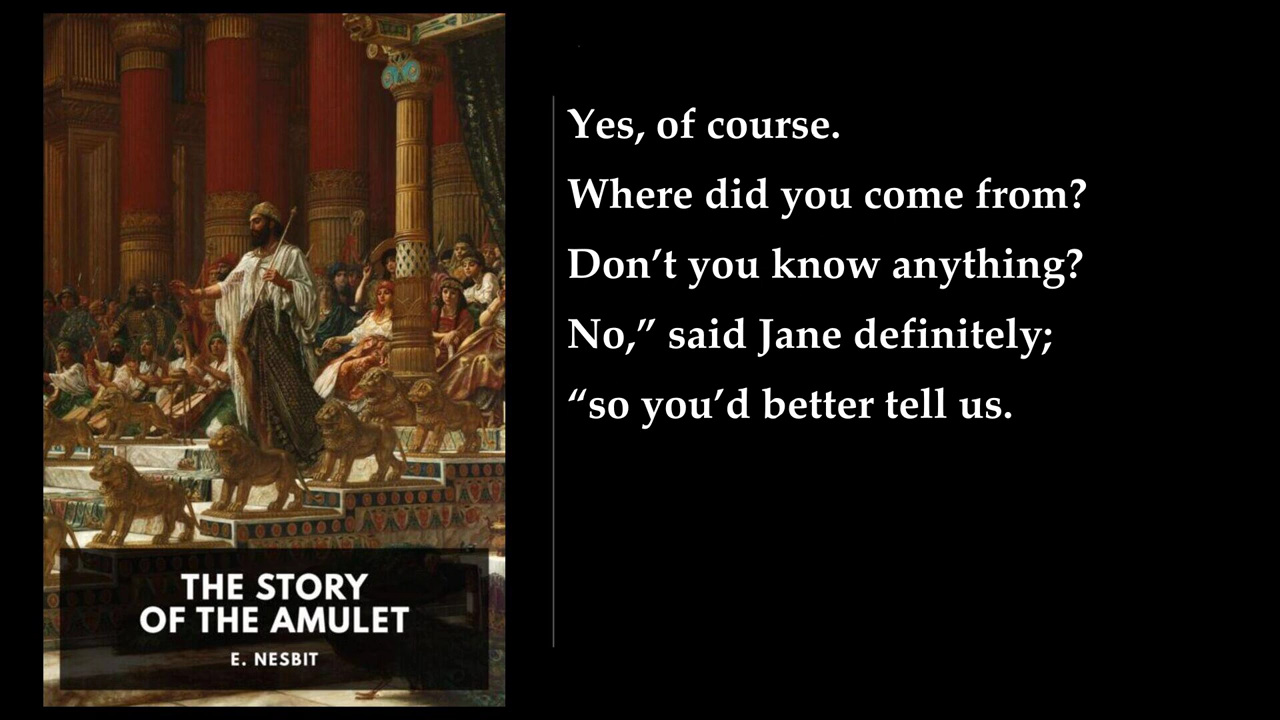 Yes, of course.
Where did you come from?
Don’t you know anything?
No,” said Jane definitely;
“so you’d better tell us.
THE STORY
OF THE AMULET
E. NESBIT